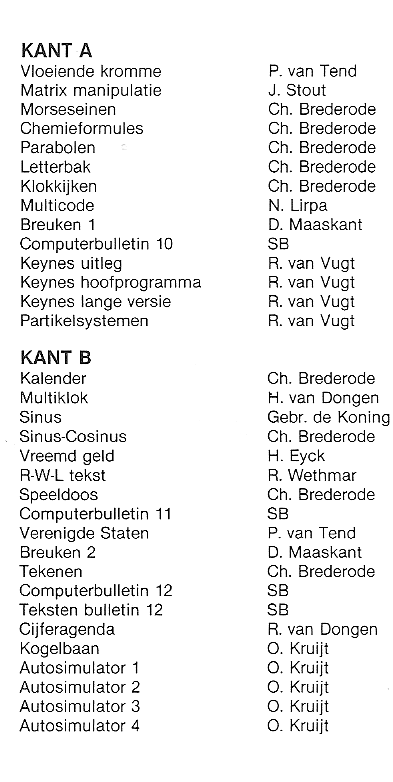 KANT A
Vloeiende kromme P. van Tend
Matrix manipulatie J. Stout
Morseseinen Ch. Brederode
Chemieformules Ch. Brederode
Parabolen Ch. Brederode
Letterbak Ch. Brederode
Klokkijken Ch. Brederode
Multicode N. Lirpa
Breuken 1 D. Maaskant
Computerbulletin 10 SB
Keynes uitleg R. van Vugt
Keynes hoofprogramma R. van Vugt
Keynes lange versie R. van Vugt
Partikelsystemen R. van Vugt
KANT B
Kalender Ch. Brederode
Multiklok H. van Dongen
Sinus Gebr. de Koning
Sinus-Cosinus Ch. Brederode
Vreemd geld H. Eyck
R-W-L tekst R. Wethmar
Speeldoos Ch. Brederode
Computerbulletin 11 SB
Verenigde Staten P. van Tend
Breuken 2 D. Maaskant
Tekenen Ch. Brederode
Computerbulletin 12 SB
Teksten bulletin 12 SB
Cijferagenda R. van Dongen
Kogelbaan O. Kruijt
Autosimulator 1 O. Kruijt
Autosimulator 2 O. Kruijt
Autosimulator 3 O. Kruijt
Autosimulator 4 O. Kruijt